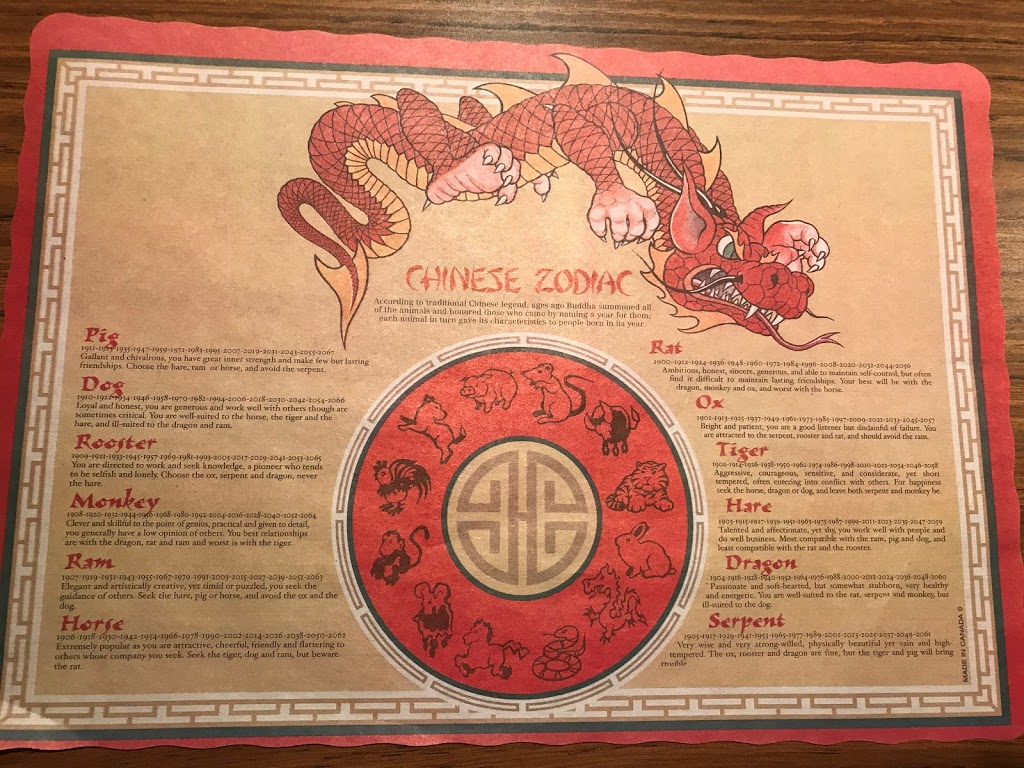 CHINESE ZODIAC
According to traditional Chinese legend, ages ago Buddha summoned all
of the animals and honored those who came by naming a year for them;
each animal in turn gave its characteristics to people born in its year.
Pig
1911-1923-1935-1947-1959-1971-1983-1995-2007-2019-2031-2043-2055-2067
Gallant and chivalrous, you have great inner strength and make few but lasting
friendships. Choose the hare, ram or horse, and avoid the serpent.
Dog
1910-1922-1934-1946-1958-1970-1982-1994-2006-2018-2030-2042-2054-2066
Loyal and honest, you are generous and work well with others though are
sometimes critical. You are well-suited to the horse, the tiger and the
hare, and ill-suited to the dragon and ram.
Rooster
1909-1921-1933-1945-1957-1969-1981-1993-2005-2017-2029-2041-2053-2065
You are directed to work and seek knowledge, a pioneer who tends
to be selfish and lonely. Choose the ox, serpent and dragon, never
the hare.
Monkey
1908-1920-1932-1944-1956-1968-1980-1992-2004-2016-2028-2040-2052-2064
Clever and skillful to the point of genius, practical and given to detail,
you generally have a low opinion of others. You best relationships
are with the dragon, rat and ram and worst is with the tiger.
Ram
1907-1919-1931-1943-1955-1967-1979-1991-2003-2015-2027-2039-2051-2063
Elegant and artistically creative, yet timid or puzzled, you seek the
guidance of others. Seek the hare, pig or horse, and avoid the ox and the
dog.
Horse
1906-1918-1930-1942-1954-1966-1978-1990-2002-2014-2026-2038-2050-2062
Extremely popular as you are attractive, cheerful, friendly and flattering to
others whose company you seek. Seek the tiger, dog and ram, but beware
the rat.
Rat
1900-1912-1924-1936-1948-1960-1972-1984-1996-2008-2020-2032-2044-2056
Ambitious, honest, sincere, generous, and able to maintain self-control, but often
find is difficult to maintain lasting friendships. Your best will be with the
dragon, monkey and ox, and worst with the horse.
Ox
1901-1913-1925-1937-1949-1961-1973-1985-1997-2009-2021-2033-2045-2057
Bright and patient, you are a good listener but disdainful of failure. You
are attracted to the serpent, rooster and rat, and should avoid the ram.
Tiger
1902-1914-1926-1938-1950-1962-1974-1986-1998-2010-2022-2034-2046-2058
Aggressive, courageous, sensitive, and considerate, yet short
tempered, often entering into conflict with others. For happiness
seek the horse, dragon or dog, and leave both serpent and monkey be.
Hare
1903-1915-1927-1939-1951-1963-1975-1987-1999-2011-2023-2035-2047-2059
Talented and affectionate, yet shy, you work well with people and
do well business. Most compatible with the ram, pig and dog, and
least compatible with the rat and the rooster.
Dragon
1904-1916-1928-1940-1952-1964-1976-1988-2000-2012-2024-2036-2048-2060
Passionate and soft-hearted, but somewhat stubborn, very healthy
and energetic. You are well-suited to the rat, serpent and monkey, but
ill-suited to the dog.
Serpent
1905-1917-1929-1941-1953-1965-1977-1989-2001-2013-2025-2037-2049-2061
Very wise and very strong-willed, physically beautiful yet vain and high-
tempered. The ox, rooster and dragon are fine, but the tiger and pig will bring
trouble
MADE IN CANADA ©